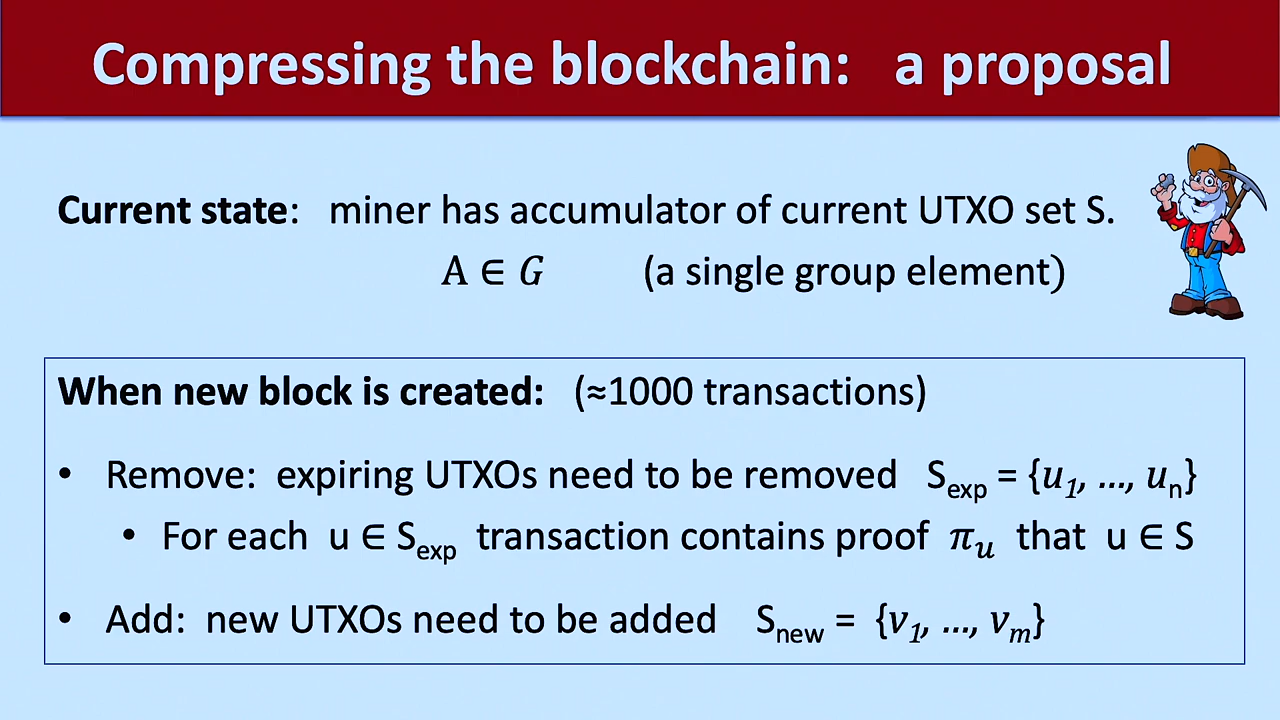 Compressing the blockchain: a proposal
Current state: miner has accumulator of current UTXO set S.
A ∈ G (a single group element)
When new block is created: (≈1000 transactions)
• Remove: expiring UTXOs need to be removed S_exp = {u_1, ..., u_n}
• For each u ∈ S_exp transaction contains proof π_u that u ∈ S
• Add: new UTXOs need to be added S_new = {v_1, ..., v_m}